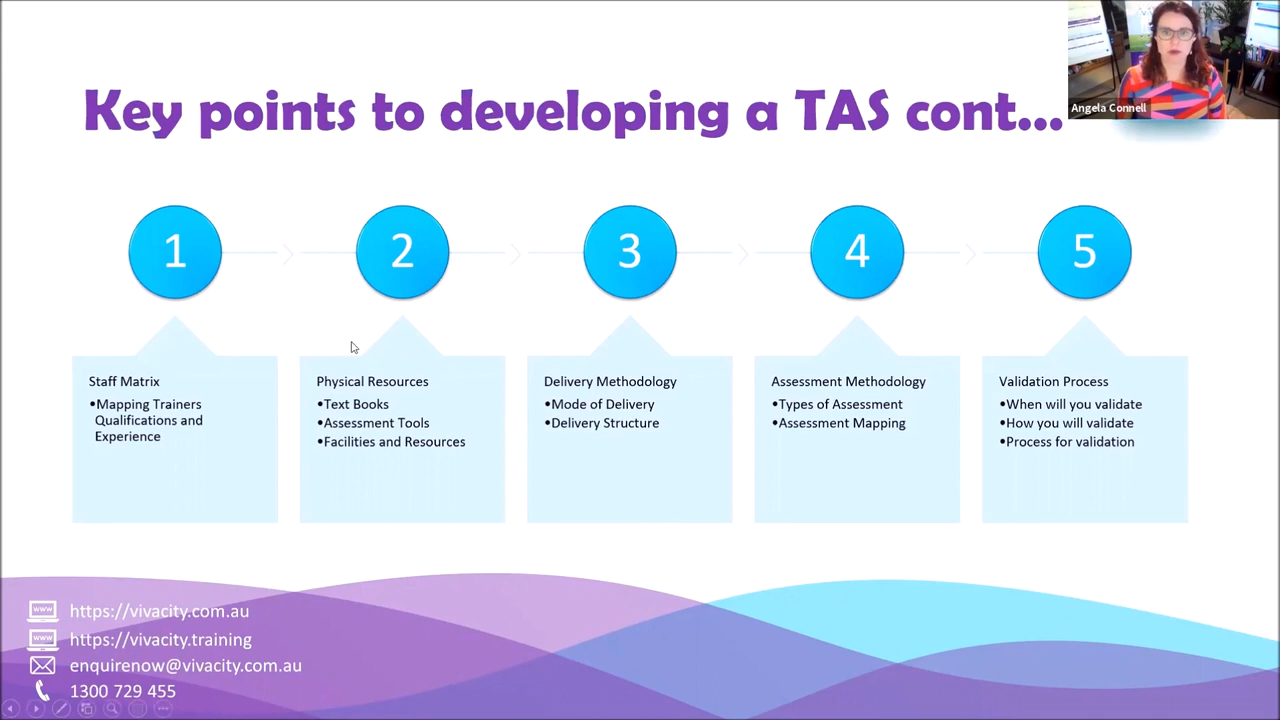 Key points to developing a TAS cont...
Angela Connell
1
2
3
4
5
Staff Matrix
•Mapping Trainers
Qualifications and
Experience
Physical Resources
•Text Books
•Assessment Tools
•Facilities and Resources
Delivery Methodology
•Mode of Delivery
•Delivery Structure
Assessment Methodology
•Types of Assessment
•Assessment Mapping
Validation Process
•When will you validate
•How you will validate
•Process for validation
www https://vivacity.com.au
www https://vivacity.training
enquirenow@vivacity.com.au
1300 729 455